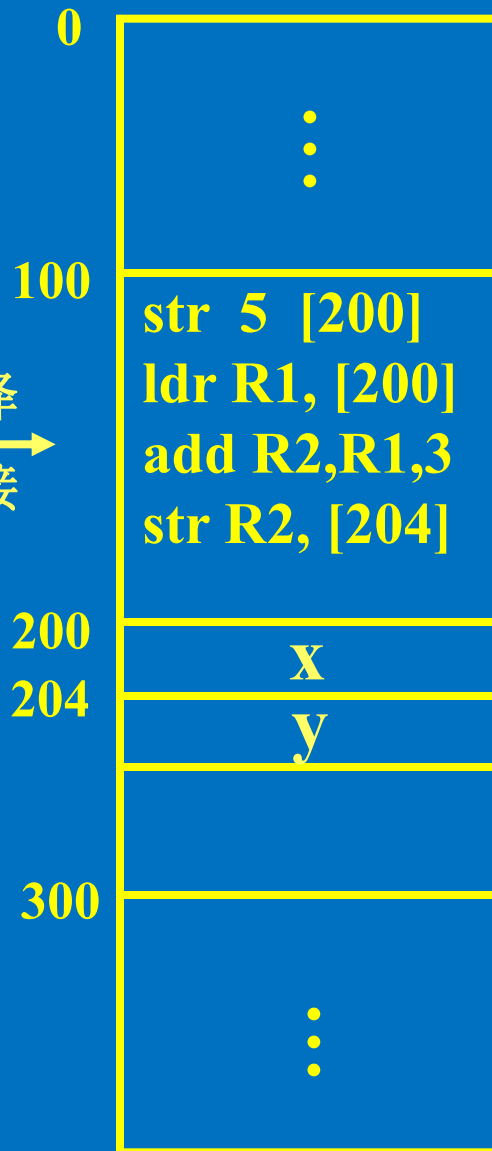 0
⋮
100
str 5 [200]
ldr R1, [200]
add R2,R1,3
str R2, [204]
200
x
204
y
300
⋮